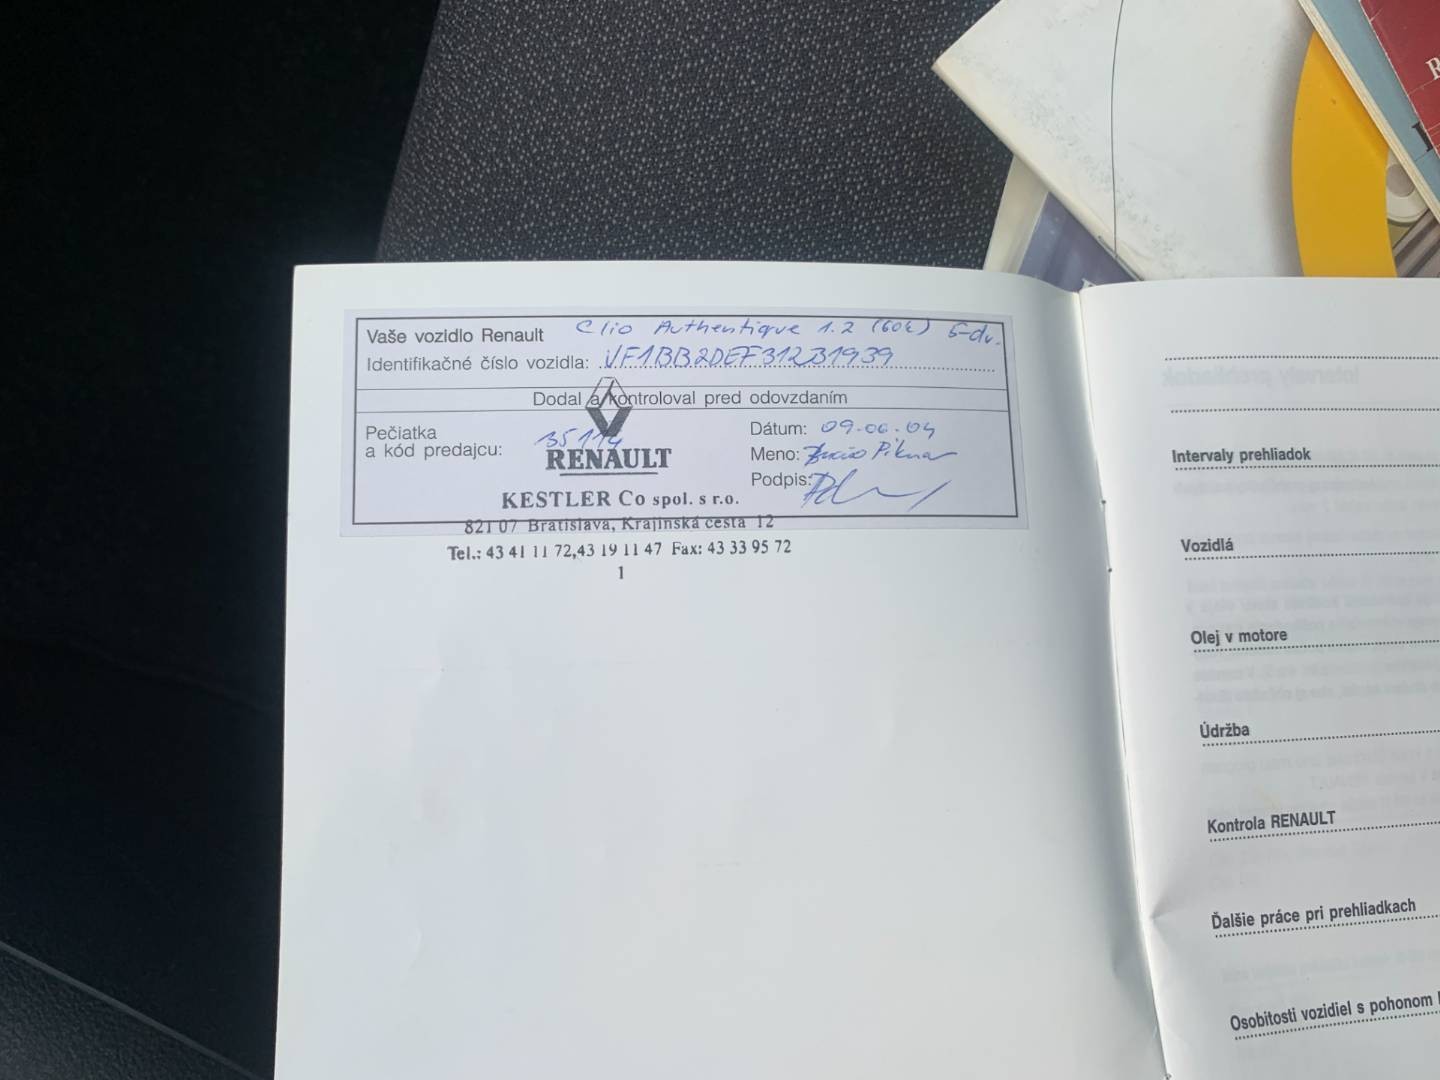 Vaše vozidlo Renault Clio Authentique 1.2 (60k) 5-dv.
Identifikačné číslo vozidla: VF1BB2DEF31231939
Dodal a kontroloval pred odovzdaním
Pečiatka
a kód predajcu: 35114
RENAULT
KESTLER Co spol. s r.o.
821 07 Bratislava, Krajinská cesta 12
Tel.: 43 41 11 72,43 19 11 47 Fax: 43 33 95 72
1
Dátum: 09.06.04
Meno:
Podpis:
Intervaly prehliadok
Vozidlá
Olej v motore
Údržba
Kontrola RENAULT
Ďalšie práce pri prehliadkach
Osobitosti vozidiel s pohonom